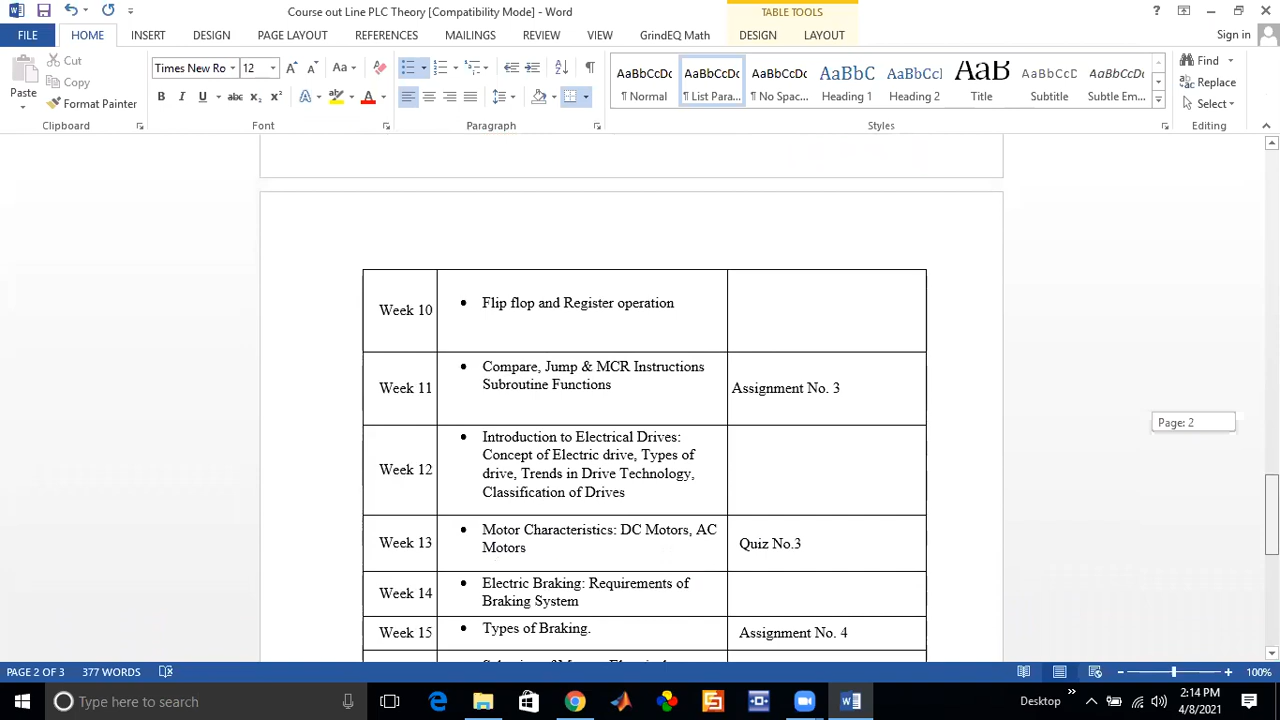 Course out Line PLC Theory [Compatibility Mode] - Word
TABLE TOOLS
?
FILE HOME INSERT DESIGN PAGE LAYOUT REFERENCES MAILINGS REVIEW VIEW GrindEQ Math DESIGN LAYOUT Sign in
Paste
Cut
Copy
Format Painter
Clipboard
Times New Ro 12
Font
Paragraph
AaBbCcDc AaBbCcDc AaBbCcDc AaBbC AaBbCcI AaB AaBbCcD AaBbCcDc
¶ Normal ¶ List Para... ¶ No Spac... Heading 1 Heading 2 Title Subtitle Subtle Em...
Styles
Find
Replace
Select
Editing
Week 10
Flip flop and Register operation
Week 11
Compare, Jump & MCR Instructions
Subroutine Functions
Assignment No. 3
Week 12
Introduction to Electrical Drives:
Concept of Electric drive, Types of
drive, Trends in Drive Technology,
Classification of Drives
Week 13
Motor Characteristics: DC Motors, AC
Motors
Quiz No.3
Week 14
Electric Braking: Requirements of
Braking System
Week 15
Types of Braking.
Assignment No. 4
Page: 2
PAGE 2 OF 3 377 WORDS
100%
Type here to search
Desktop
2:14 PM
4/8/2021